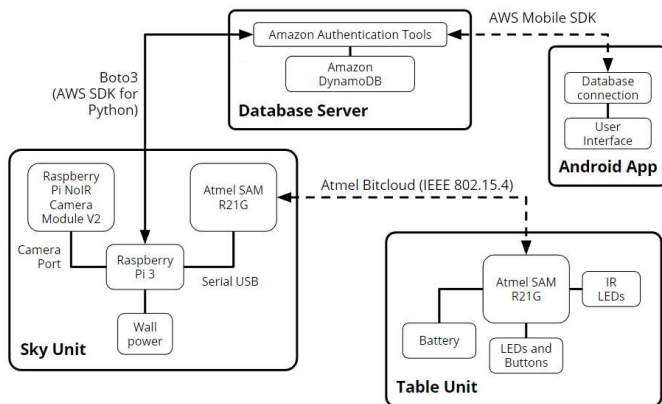 AWS Mobile SDK
Amazon Authentication Tools
Amazon
DynamoDB
Database Server
Boto3
(AWS SDK for
Python)
Database
connection
User
Interface
Android App
Raspberry
Pi NoIR
Camera
Module V2
Atmel SAM
R21G
Atmel Bitcloud (IEEE 802.15.4)
Camera
Port
Raspberry
Pi 3
Serial USB
Wall
power
Sky Unit
Atmel SAM
R21G
IR
LEDs
Battery
LEDs and
Buttons
Table Unit